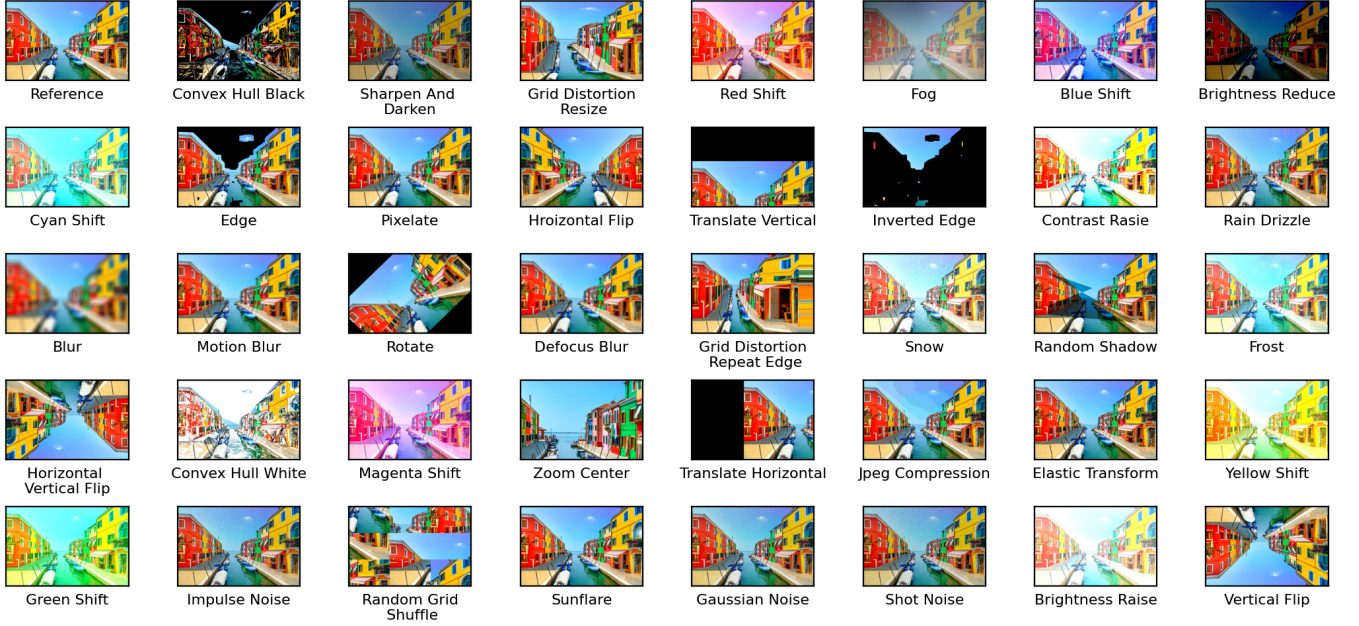 Reference
Convex Hull Black
Sharpen And
Darken
Grid Distortion
Resize
Red Shift
Fog
Blue Shift
Brightness Reduce
Cyan Shift
Edge
Pixelate
Hroizontal Flip
Translate Vertical
Inverted Edge
Contrast Rasie
Rain Drizzle
Blur
Motion Blur
Rotate
Defocus Blur
Grid Distortion
Repeat Edge
Snow
Random Shadow
Frost
Horizontal
Vertical Flip
Convex Hull White
Magenta Shift
Zoom Center
Translate Horizontal
Jpeg Compression
Elastic Transform
Yellow Shift
Green Shift
Impulse Noise
Random Grid
Shuffle
Sunflare
Gaussian Noise
Shot Noise
Brightness Raise
Vertical Flip